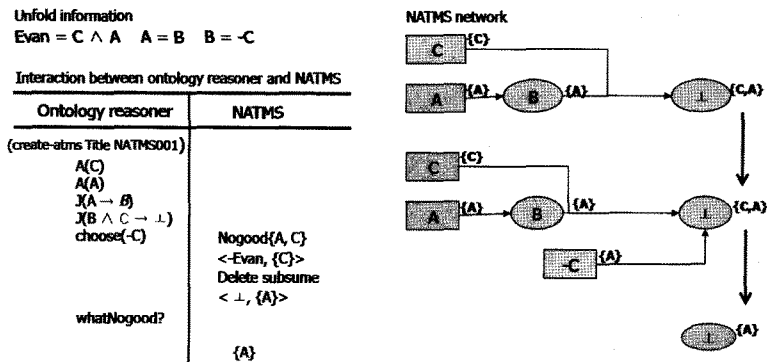 Unfold information
Evan = C ∧ A A = B B = -C
Interaction between ontology reasoner and NATMS
Ontology reasoner NATMS
(create-atms Title NATMS001)
A(C)
A(A)
J(A → B)
J(B ∧ C → ⊥)
choose(-C) Nogood{A, C}
<-Evan, {C}>
Delete subsume
< ⊥, {A}>
whatNogood?
{A}
NATMS network
C {C}
A {A} B {A} ⊥ {C,A}
C {C}
A {A} B {A} ⊥ {C,A}
-C {A}
⊥ {A}